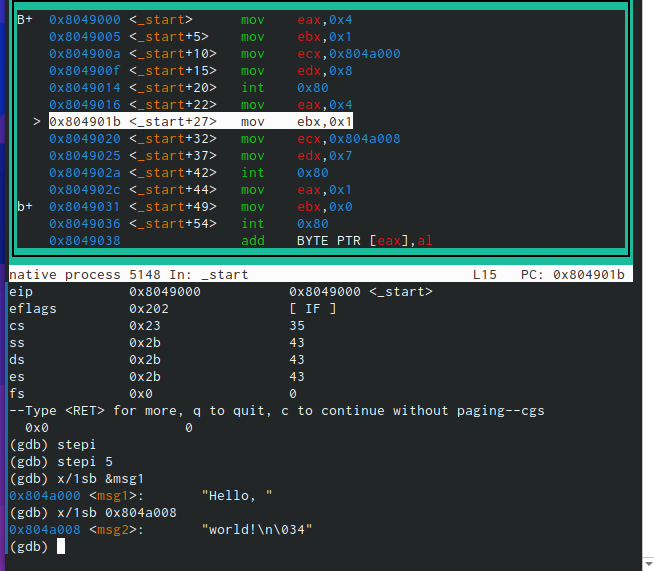 B+ 0x8049000 <_start> mov eax,0x4
0x8049005 <_start+5> mov ebx,0x1
0x804900a <_start+10> mov ecx,0x804a000
0x804900f <_start+15> mov edx,0x8
0x8049014 <_start+20> int 0x80
0x8049016 <_start+22> mov eax,0x4
> 0x804901b <_start+27> mov ebx,0x1
0x8049020 <_start+32> mov ecx,0x804a008
0x8049025 <_start+37> mov edx,0x7
0x804902a <_start+42> int 0x80
0x804902c <_start+44> mov eax,0x1
b+ 0x8049031 <_start+49> mov ebx,0x0
0x8049036 <_start+54> int 0x80
0x8049038 add BYTE PTR [eax],al
native process 5148 In: _start L15 PC: 0x804901b
eip 0x8049000 0x8049000 <_start>
eflags 0x202 [ IF ]
cs 0x23 35
ss 0x2b 43
ds 0x2b 43
es 0x2b 43
fs 0x0 0
--Type <RET> for more, q to quit, c to continue without paging--cgs
0x0 0
(gdb) stepi
(gdb) stepi 5
(gdb) x/1sb &msg1
0x804a000 <msg1>: "Hello, "
(gdb) x/1sb 0x804a008
0x804a008 <msg2>: "world!\n\034"
(gdb)